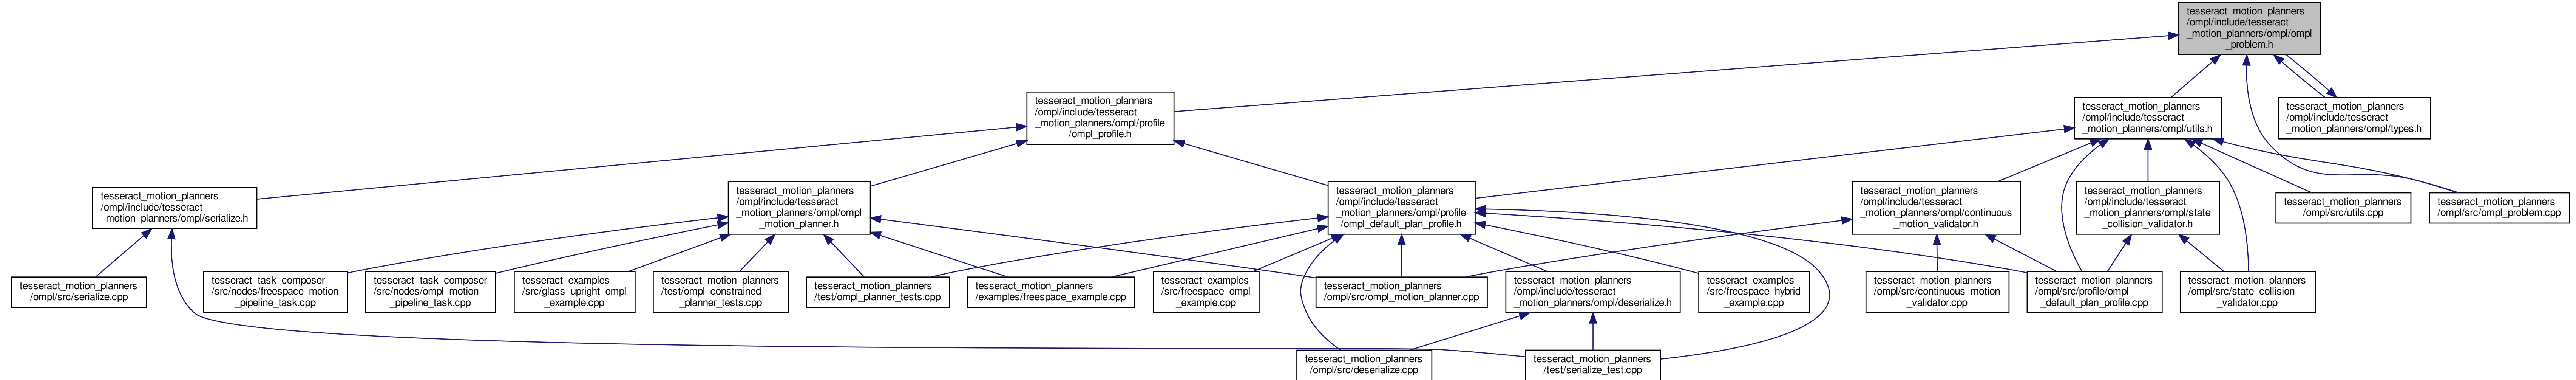 tesseract_motion_planners
/ompl/include/tesseract
_motion_planners/ompl/ompl
_problem.h
tesseract_motion_planners
/ompl/include/tesseract
_motion_planners/ompl/profile
/ompl_profile.h
tesseract_motion_planners
/ompl/include/tesseract
_motion_planners/ompl/utils.h
tesseract_motion_planners
/ompl/include/tesseract
_motion_planners/ompl/types.h
tesseract_motion_planners
/ompl/include/tesseract
_motion_planners/ompl/serialize.h
tesseract_motion_planners
/ompl/include/tesseract
_motion_planners/ompl/ompl
_motion_planner.h
tesseract_motion_planners
/ompl/include/tesseract
_motion_planners/ompl/profile
/ompl_default_plan_profile.h
tesseract_motion_planners
/ompl/include/tesseract
_motion_planners/ompl/continuous
_motion_validator.h
tesseract_motion_planners
/ompl/include/tesseract
_motion_planners/ompl/state
_collision_validator.h
tesseract_motion_planners
/ompl/src/utils.cpp
tesseract_motion_planners
/ompl/src/ompl_problem.cpp
tesseract_motion_planners
/ompl/src/serialize.cpp
tesseract_task_composer
/src/nodes/freespace_motion
_pipeline_task.cpp
tesseract_task_composer
/src/nodes/ompl_motion
_pipeline_task.cpp
tesseract_examples
/src/glass_upright_ompl
_example.cpp
tesseract_motion_planners
/test/ompl_constrained
_planner_tests.cpp
tesseract_motion_planners
/test/ompl_planner_tests.cpp
tesseract_motion_planners
/examples/freespace_example.cpp
tesseract_examples
/src/freespace_ompl
_example.cpp
tesseract_motion_planners
/ompl/src/ompl_motion_planner.cpp
tesseract_motion_planners
/ompl/include/tesseract
_motion_planners/ompl/deserialize.h
tesseract_examples
/src/freespace_hybrid
_example.cpp
tesseract_motion_planners
/ompl/src/continuous_motion
_validator.cpp
tesseract_motion_planners
/ompl/src/profile/ompl
_default_plan_profile.cpp
tesseract_motion_planners
/ompl/src/state_collision
_validator.cpp
tesseract_motion_planners
/ompl/src/deserialize.cpp
tesseract_motion_planners
/test/serialize_test.cpp